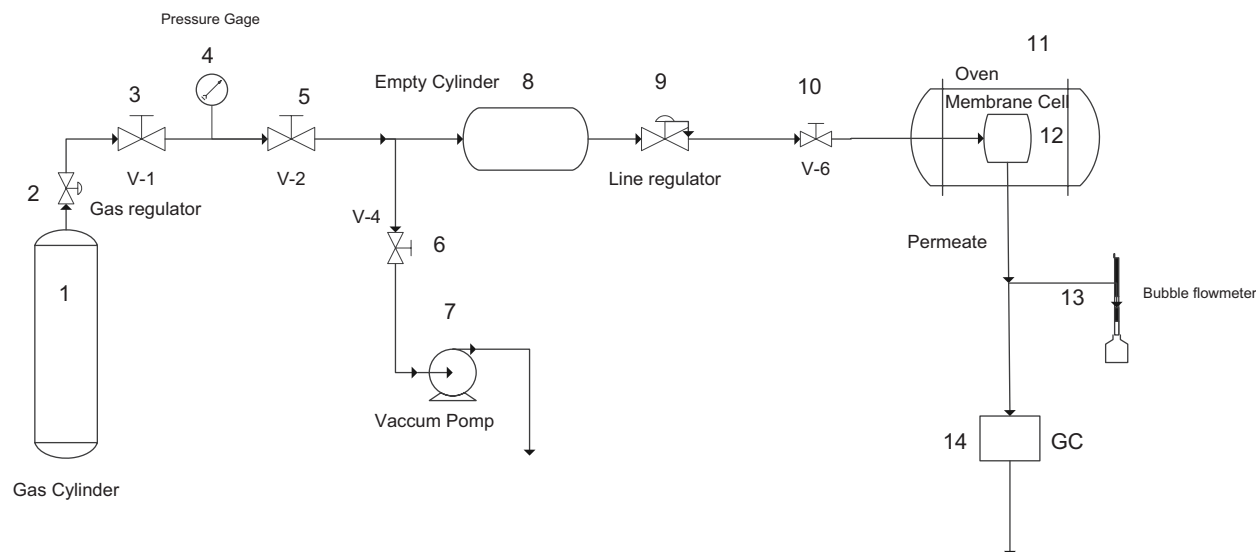 Pressure Gage
4
11
Empty Cylinder
8
9
10
Oven
3
5
Membrane Cell
12
2
V-1
V-2
Line regulator
V-6
Gas regulator
V-4
6
Permeate
1
13
Bubble flowmeter
7
Vaccum Pomp
14
GC
Gas Cylinder